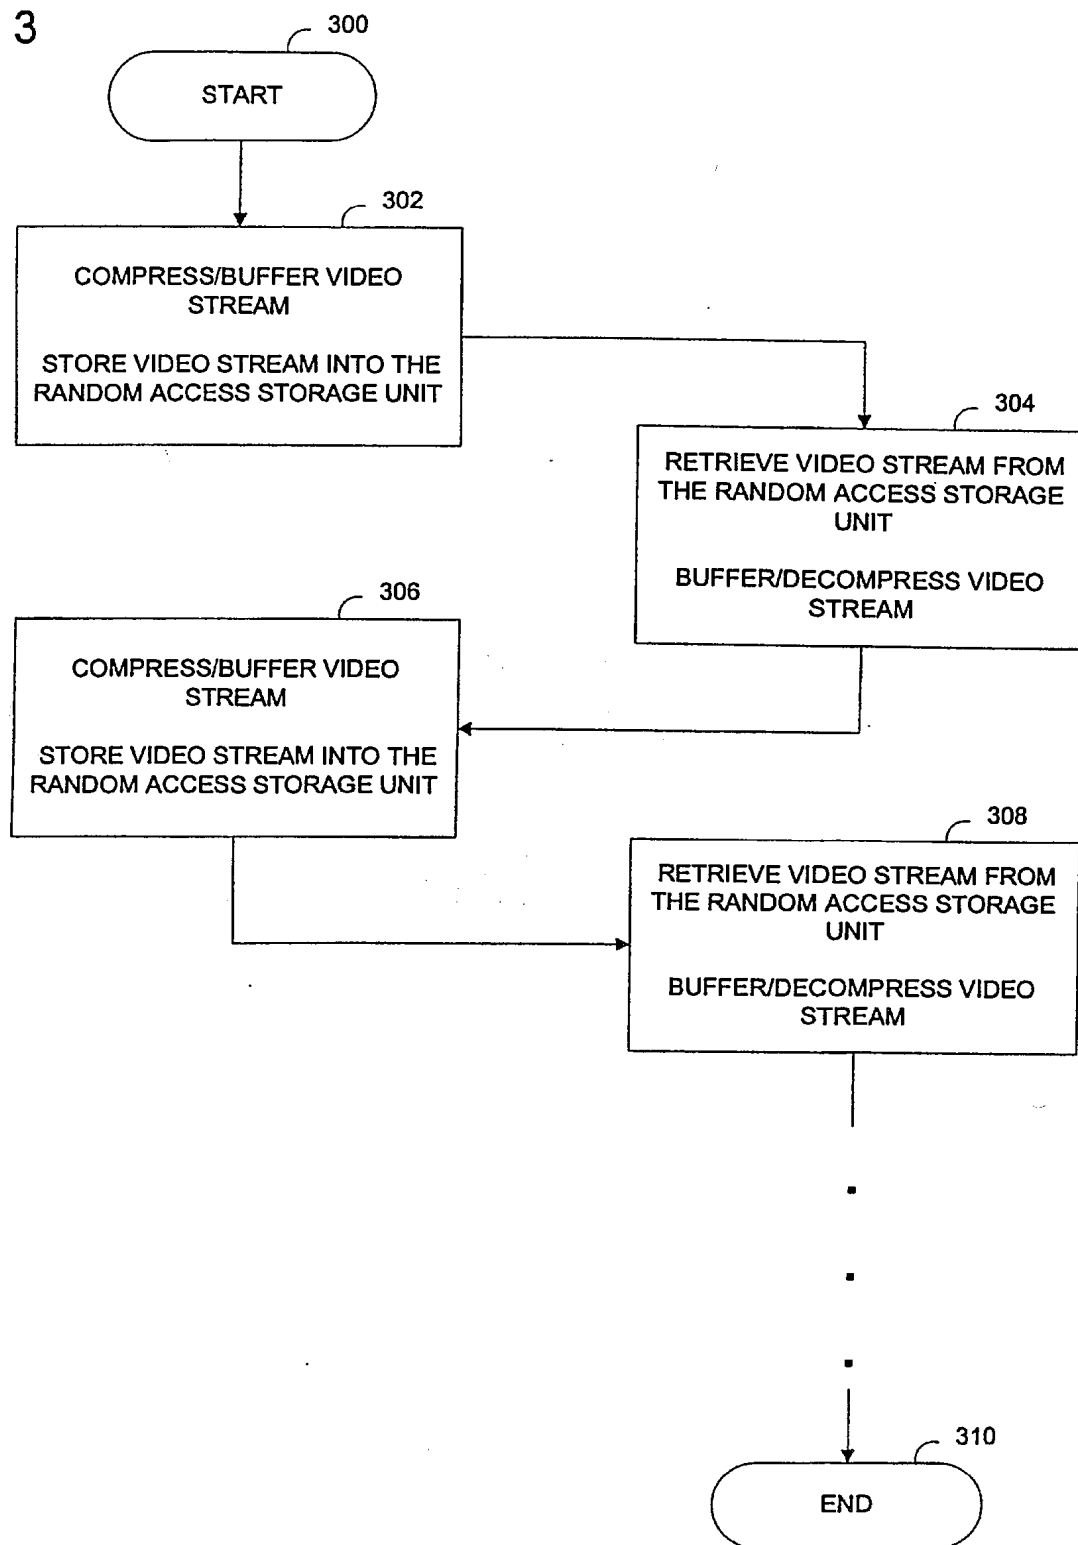 3
300
START
302
COMPRESS/BUFFER VIDEO
STREAM
STORE VIDEO STREAM INTO THE
RANDOM ACCESS STORAGE UNIT
304
RETRIEVE VIDEO STREAM FROM
THE RANDOM ACCESS STORAGE
UNIT
BUFFER/DECOMPRESS VIDEO
STREAM
306
COMPRESS/BUFFER VIDEO
STREAM
STORE VIDEO STREAM INTO THE
RANDOM ACCESS STORAGE UNIT
308
RETRIEVE VIDEO STREAM FROM
THE RANDOM ACCESS STORAGE
UNIT
BUFFER/DECOMPRESS VIDEO
STREAM
310
END